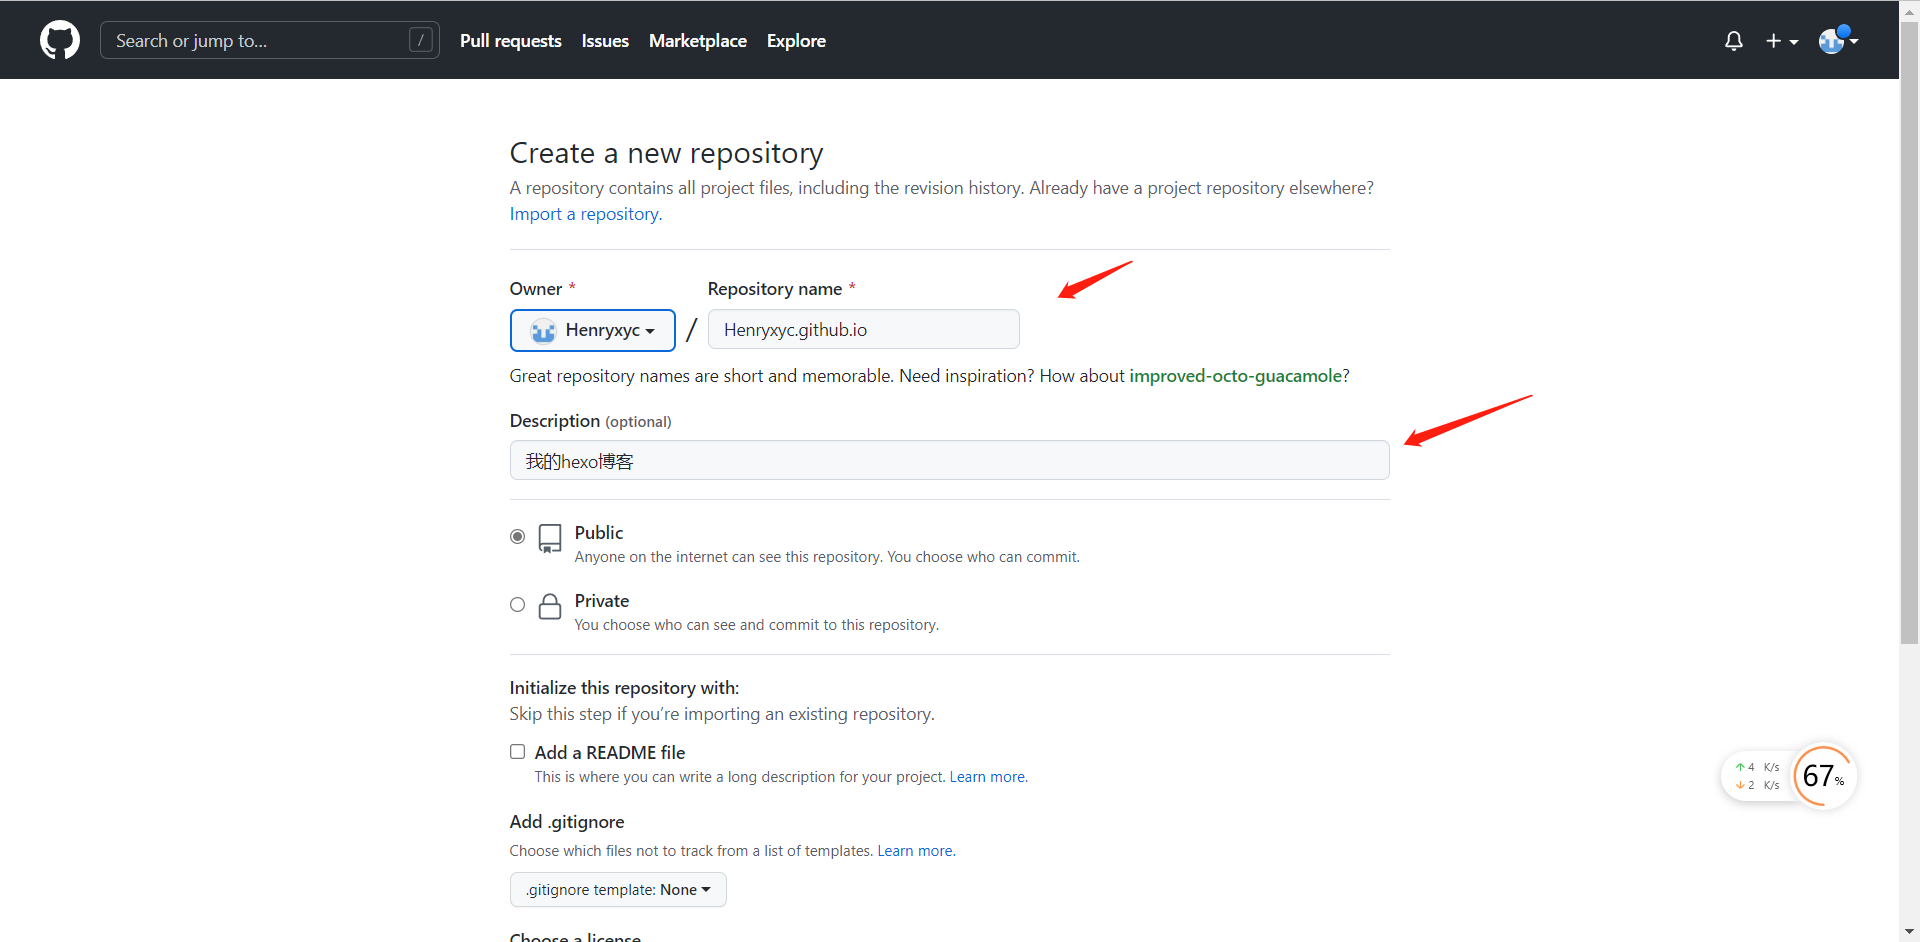 Search or jump to... /
Pull requests Issues Marketplace Explore
Create a new repository
A repository contains all project files, including the revision history. Already have a project repository elsewhere?
Import a repository.
Owner * Repository name *
Henryxyc / Henryxyc.github.io
Great repository names are short and memorable. Need inspiration? How about improved-octo-guacamole?
Description (optional)
我的hexo博客
Public
Anyone on the internet can see this repository. You choose who can commit.
Private
You choose who can see and commit to this repository.
Initialize this repository with:
Skip this step if you’re importing an existing repository.
Add a README file
This is where you can write a long description for your project. Learn more.
↑ 4 K/s
↓ 2 K/s
67%
Add .gitignore
Choose which files not to track from a list of templates. Learn more.
.gitignore template: None
Choose a license